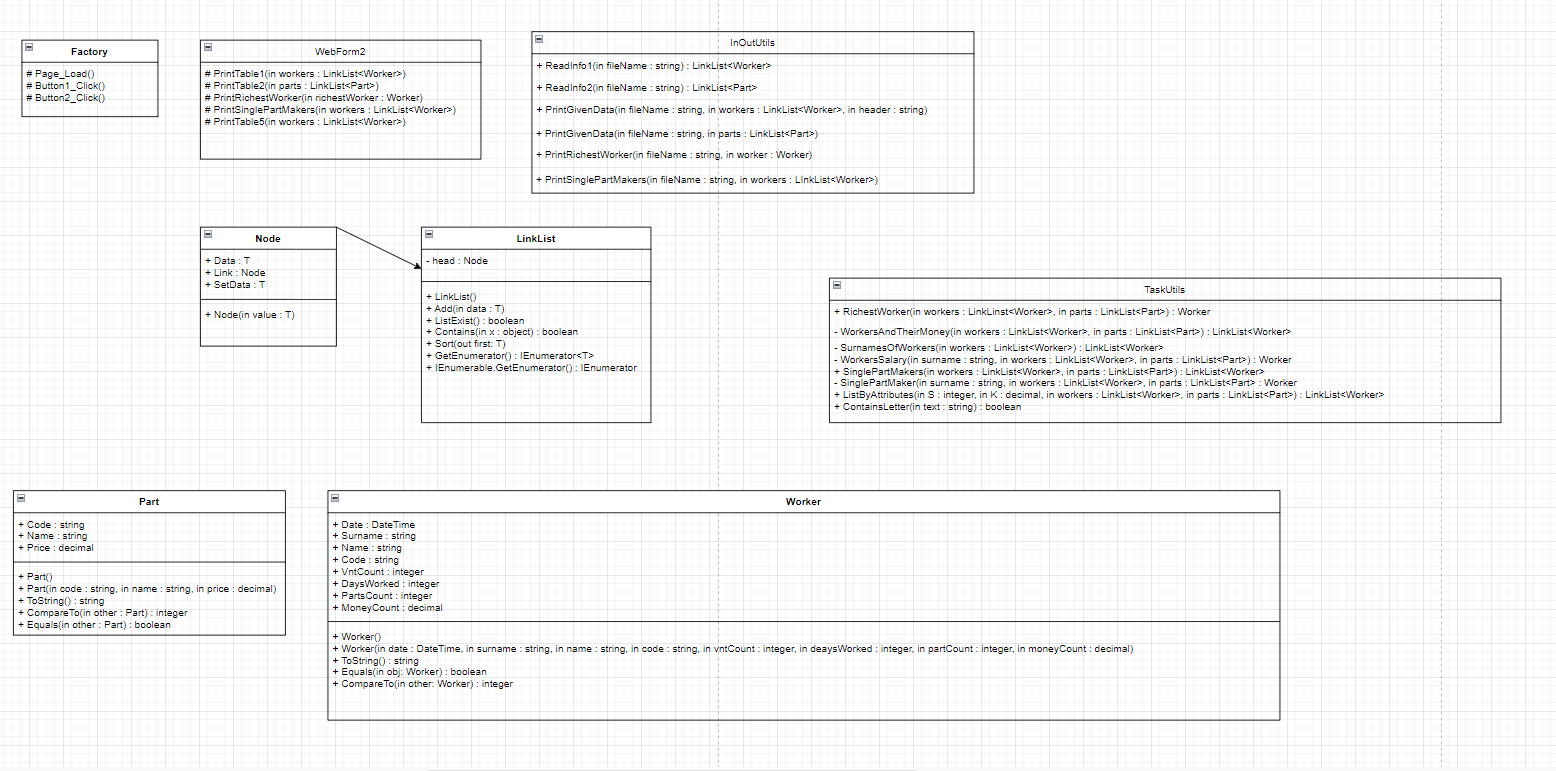 Factory
# Page_Load()
# Button1_Click()
# Button2_Click()
WebForm2
# PrintTable1(in workers : LinkList<Worker>)
# PrintTable2(in parts : LinkList<Part>)
# PrintRichestWorker(in richestWorker : Worker)
# PrintSinglePartMakers(in workers : LinkList<Worker>)
# PrintTable5(in workers : LinkList<Worker>)
InOutUtils
+ ReadInfo1(in fileName : string) : LinkList<Worker>
+ ReadInfo2(in fileName : string) : LinkList<Part>
+ PrintGivenData(in fileName : string, in workers : LinkList<Worker>, in header : string)
+ PrintGivenData(in fileName : string, in parts : LinkList<Part>)
+ PrintRichestWorker(in fileName : string, in worker : Worker)
+ PrintSinglePartMakers(in fileName : string, in workers : LInkList<Worker>)
Node
+ Data : T
+ Link : Node
+ SetData : T
+ Node(in value : T)
LinkList
- head : Node
+ LinkList()
+ Add(in data : T)
+ ListExist() : boolean
+ Contains(in x : object) : boolean
+ Sort(out first: T)
+ GetEnumerator() : IEnumerator<T>
+ IEnumerable.GetEnumerator() : IEnumerator
TaskUtils
+ RichestWorker(in workers : LinkLinst<Worker>, in parts : LinkList<Part>) : Worker
- WorkersAndTheirMoney(in workers : LinkList<Worker>, in parts : LinkList<Part>) : LinkList<Worker>
- SurnamesOfWorkers(in workers : LinkList<Worker>) : LinkList<Worker>
- WorkersSalary(in surname : string, in workers : LinkList<Worker>, in parts : LinkList<Part>) : Worker
+ SinglePartMakers(in workers : LinkList<Worker>, in parts : LinkList<Part>) : LinkList<Worker>
- SinglePartMaker(in surname : string, in workers : LinkList<Worker>, in parts : LinkList<Part> : Worker
+ ListByAttributes(in S : integer, in K : decimal, in workers : LinkList<Worker>, in parts : LinkList<Part>) : LinkList<Worker>
+ ContainsLetter(in text : string) : boolean
Part
+ Code : string
+ Name : string
+ Price : decimal
+ Part()
+ Part(in code : string, in name : string, in price : decimal)
+ ToString() : string
+ CompareTo(in other : Part) : integer
+ Equals(in other : Part) : boolean
Worker
+ Date : DateTime
+ Surname : string
+ Name : string
+ Code : string
+ VntCount : integer
+ DaysWorked : integer
+ PartsCount : integer
+ MoneyCount : decimal
+ Worker()
+ Worker(in date : DateTime, in surname : string, in name : string, in code : string, in vntCount : integer, in deaysWorked : integer, in partCount : integer, in moneyCount : decimal)
+ ToString() : string
+ Equals(in obj: Worker) : boolean
+ CompareTo(in other: Worker) : integer